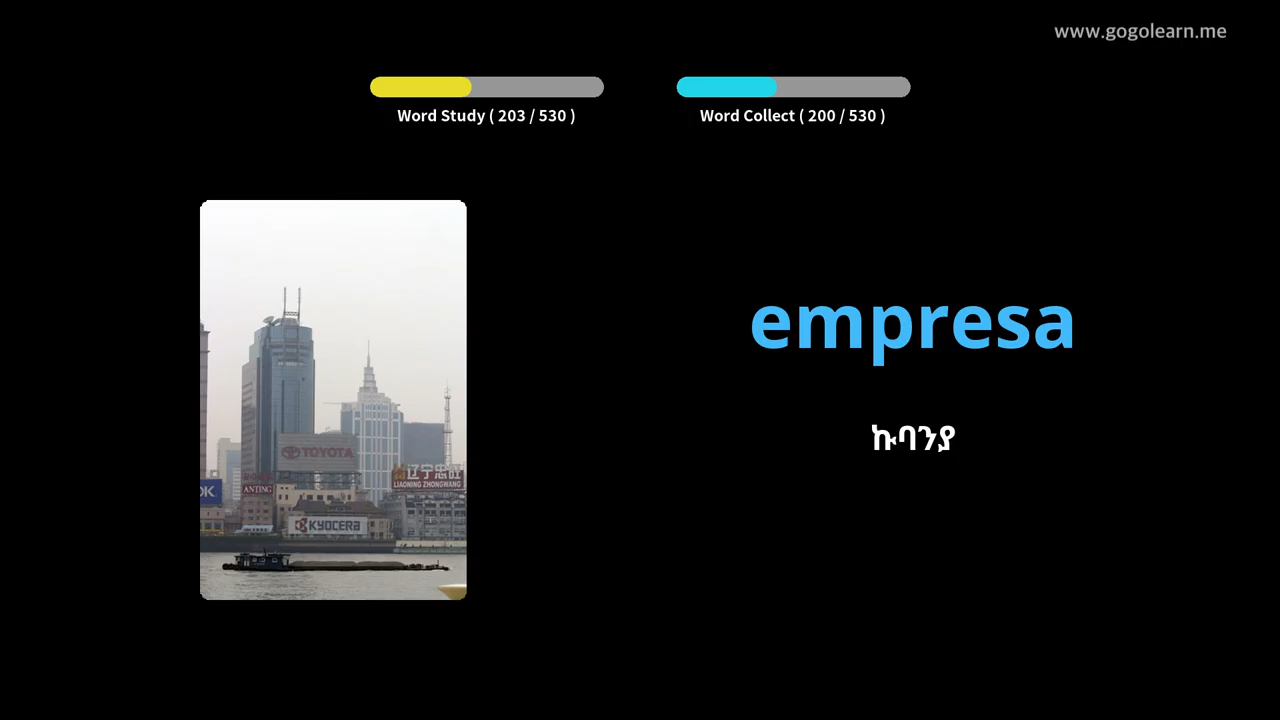 www.gogolearn.me
Word Study ( 203 / 530 )
Word Collect ( 200 / 530 )
empresa
ኩባንያ
TOYOTA
辽宁忠旺
LIAONING ZHONGWANG
OK
ANTING
KYOCERA